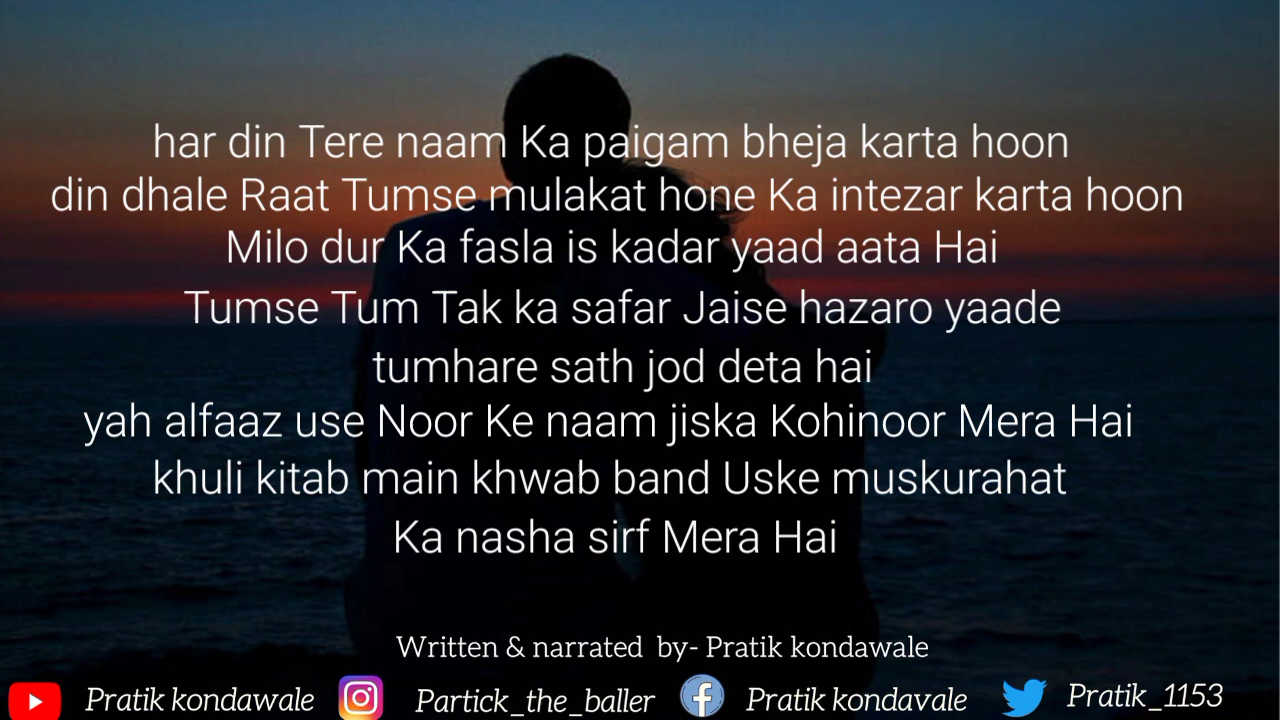 har din Tere naam Ka paigam bheja karta hoon
din dhale Raat Tumse mulakat hone Ka intezar karta hoon
Milo dur Ka fasla is kadar yaad aata Hai
Tumse Tum Tak ka safar Jaise hazaro yaade
tumhare sath jod deta hai
yah alfaaz use Noor Ke naam jiska Kohinoor Mera Hai
khuli kitab main khwab band Uske muskurahat
Ka nasha sirf Mera Hai
Written & narrated by- Pratik kondawale
Pratik kondawale Partick_the_baller Pratik kondavale Pratik_1153